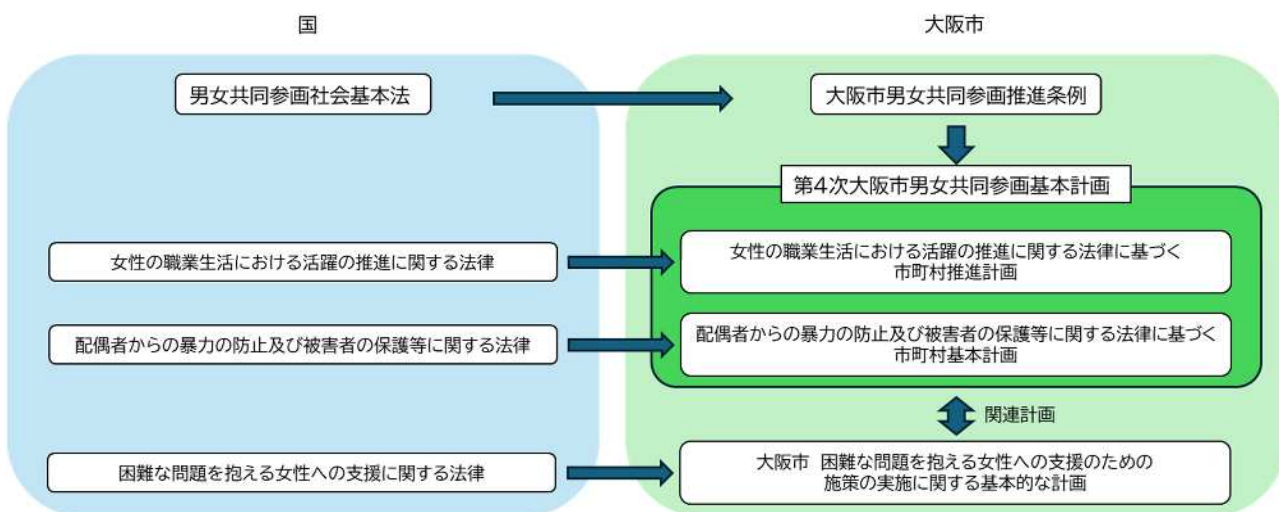 国
大阪市
男女共同参画社会基本法
大阪市男女共同参画推進条例
第4次大阪市男女共同参画基本計画
女性の職業生活における活躍の推進に関する法律
女性の職業生活における活躍の推進に関する法律に基づく
市町村推進計画
配偶者からの暴力の防止及び被害者の保護等に関する法律
配偶者からの暴力の防止及び被害者の保護等に関する法律に基づく
市町村基本計画
関連計画
困難な問題を抱える女性への支援に関する法律
大阪市 困難な問題を抱える女性への支援のための
施策の実施に関する基本的な計画